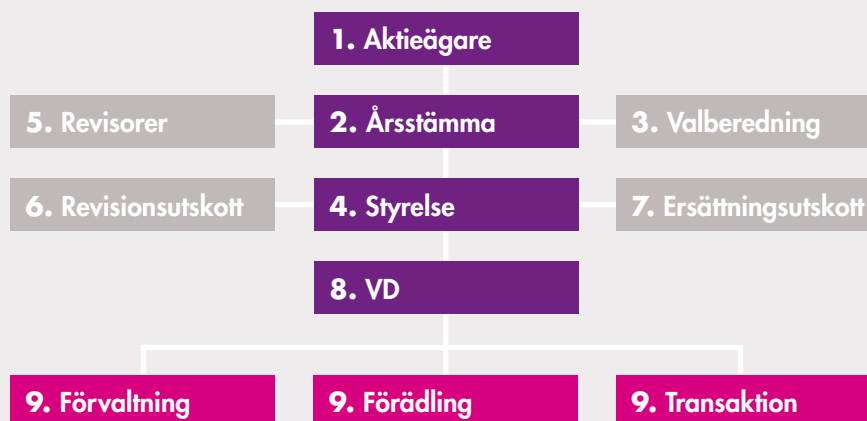 1. Aktieägare
5. Revisorer
2. Årsstämma
3. Valberedning
6. Revisionsutskott
4. Styrelse
7. Ersättningsutskott
8. VD
9. Förvaltning
9. Förädling
9. Transaktion